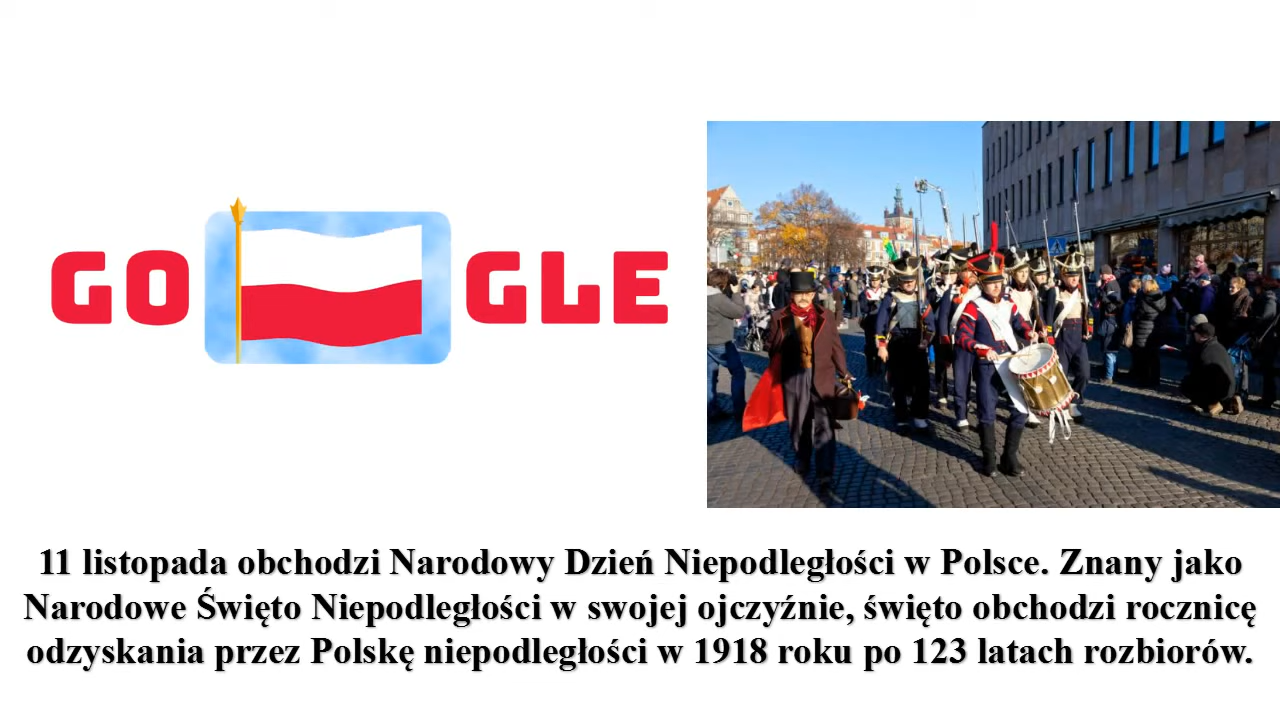 GO GLE
11 listopada obchodzi Narodowy Dzień Niepodległości w Polsce. Znany jako
Narodowe Święto Niepodległości w swojej ojczyźnie, święto obchodzi rocznicę
odzyskania przez Polskę niepodległości w 1918 roku po 123 latach rozbiorów.